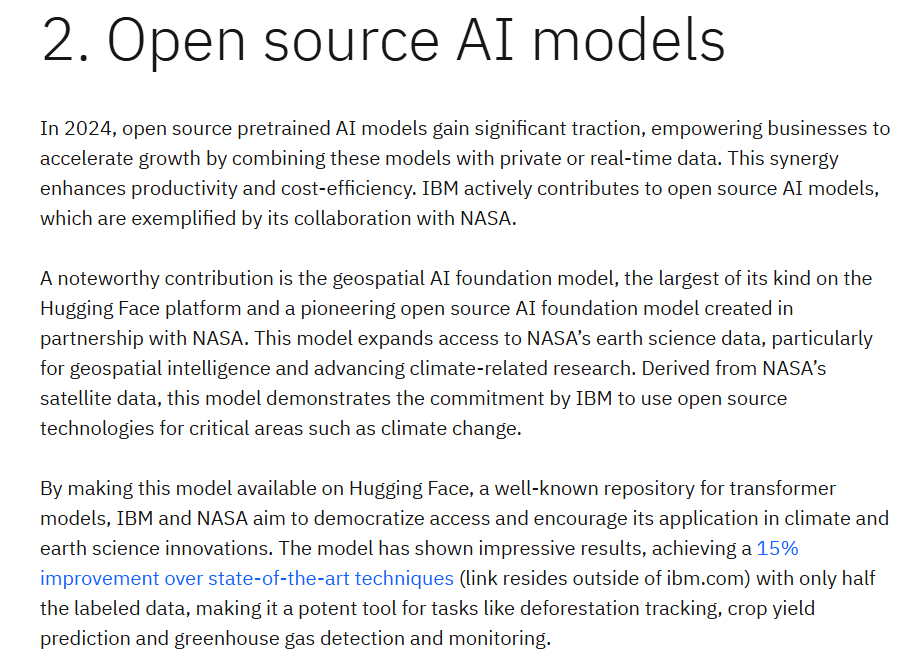 2. Open source AI models
In 2024, open source pretrained AI models gain significant traction, empowering businesses to
accelerate growth by combining these models with private or real-time data. This synergy
enhances productivity and cost-efficiency. IBM actively contributes to open source AI models,
which are exemplified by its collaboration with NASA.
A noteworthy contribution is the geospatial AI foundation model, the largest of its kind on the
Hugging Face platform and a pioneering open source AI foundation model created in
partnership with NASA. This model expands access to NASA’s earth science data, particularly
for geospatial intelligence and advancing climate-related research. Derived from NASA’s
satellite data, this model demonstrates the commitment by IBM to use open source
technologies for critical areas such as climate change.
By making this model available on Hugging Face, a well-known repository for transformer
models, IBM and NASA aim to democratize access and encourage its application in climate and
earth science innovations. The model has shown impressive results, achieving a 15%
improvement over state-of-the-art techniques (link resides outside of ibm.com) with only half
the labeled data, making it a potent tool for tasks like deforestation tracking, crop yield
prediction and greenhouse gas detection and monitoring.